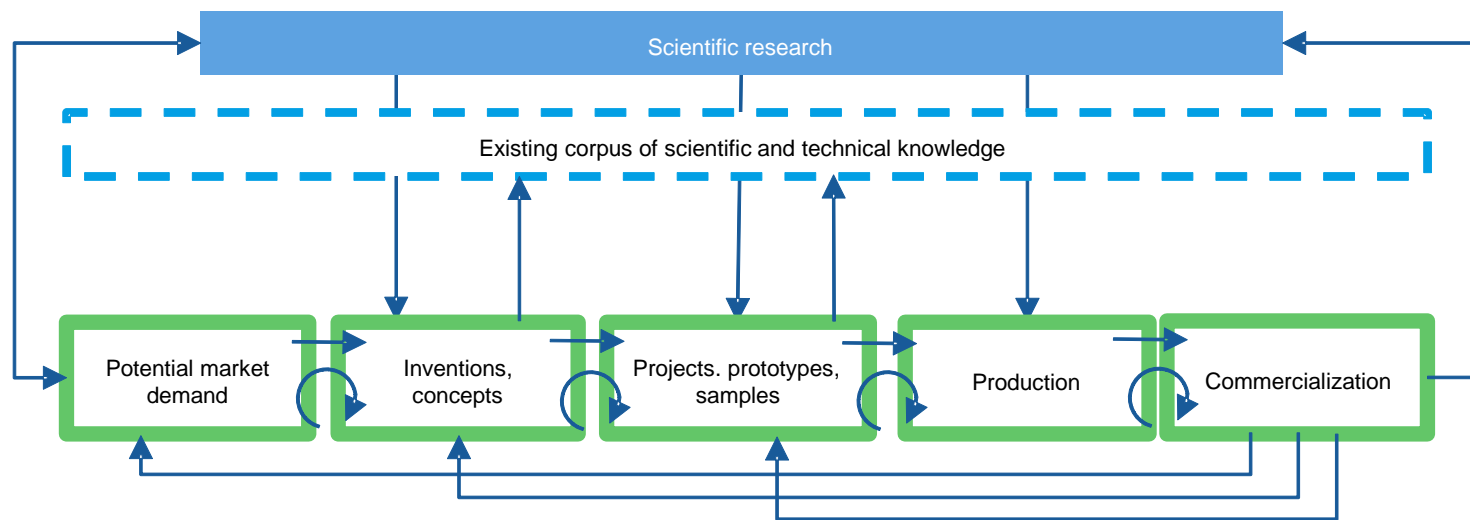 Scientific research
Existing corpus of scientific and technical knowledge
Potential market
demand
Inventions,
concepts
Projects. prototypes,
samples
Production
Commercialization